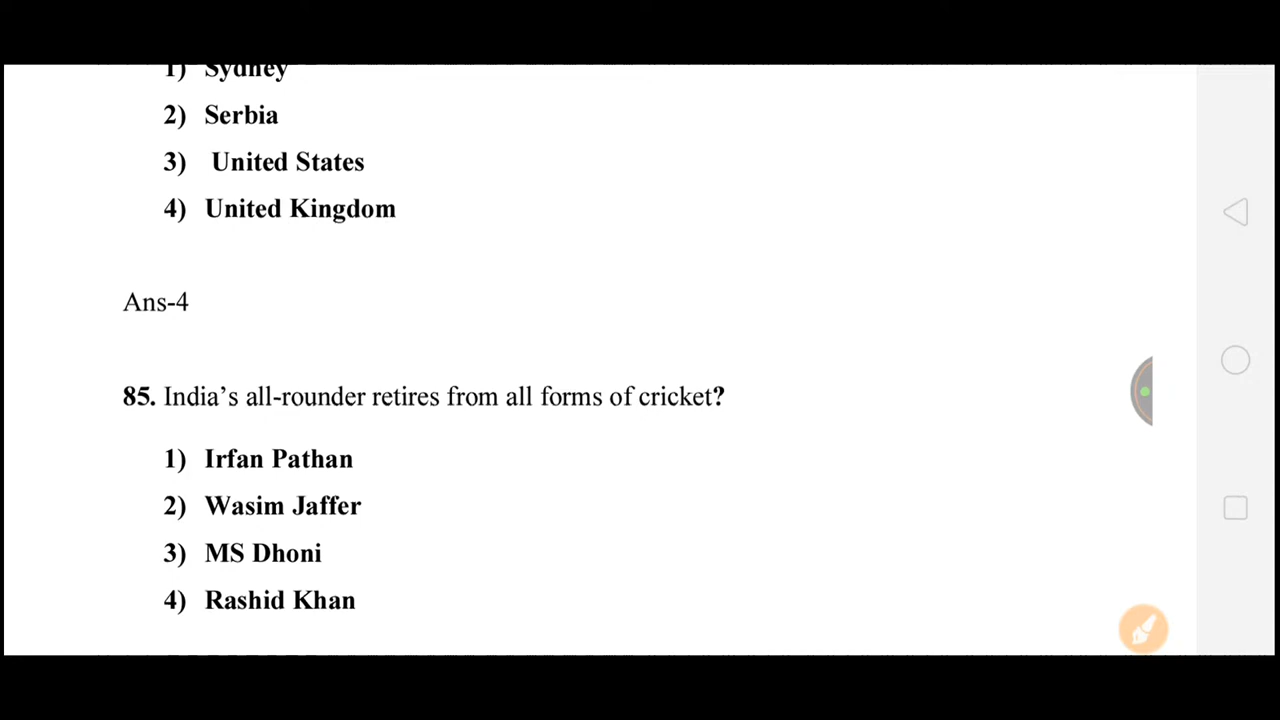 1) Sydney
2) Serbia
3) United States
4) United Kingdom
Ans-4
85. India's all-rounder retires from all forms of cricket?
1) Irfan Pathan
2) Wasim Jaffer
3) MS Dhoni
4) Rashid Khan